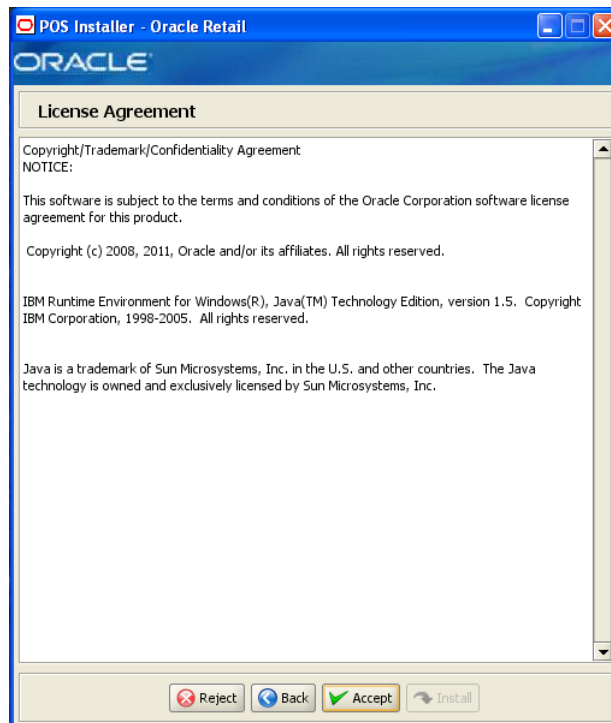 POS Installer - Oracle Retail
ORACLE
License Agreement
Copyright/Trademark/Confidentiality Agreement
NOTICE:
This software is subject to the terms and conditions of the Oracle Corporation software license
agreement for this product.
Copyright (c) 2008, 2011, Oracle and/or its affiliates. All rights reserved.
IBM Runtime Environment for Windows(R), Java(TM) Technology Edition, version 1.5.  Copyright
IBM Corporation, 1998-2005.  All rights reserved.
Java is a trademark of Sun Microsystems, Inc. in the U.S. and other countries.  The Java
technology is owned and exclusively licensed by Sun Microsystems, Inc.
Reject Back Accept Install